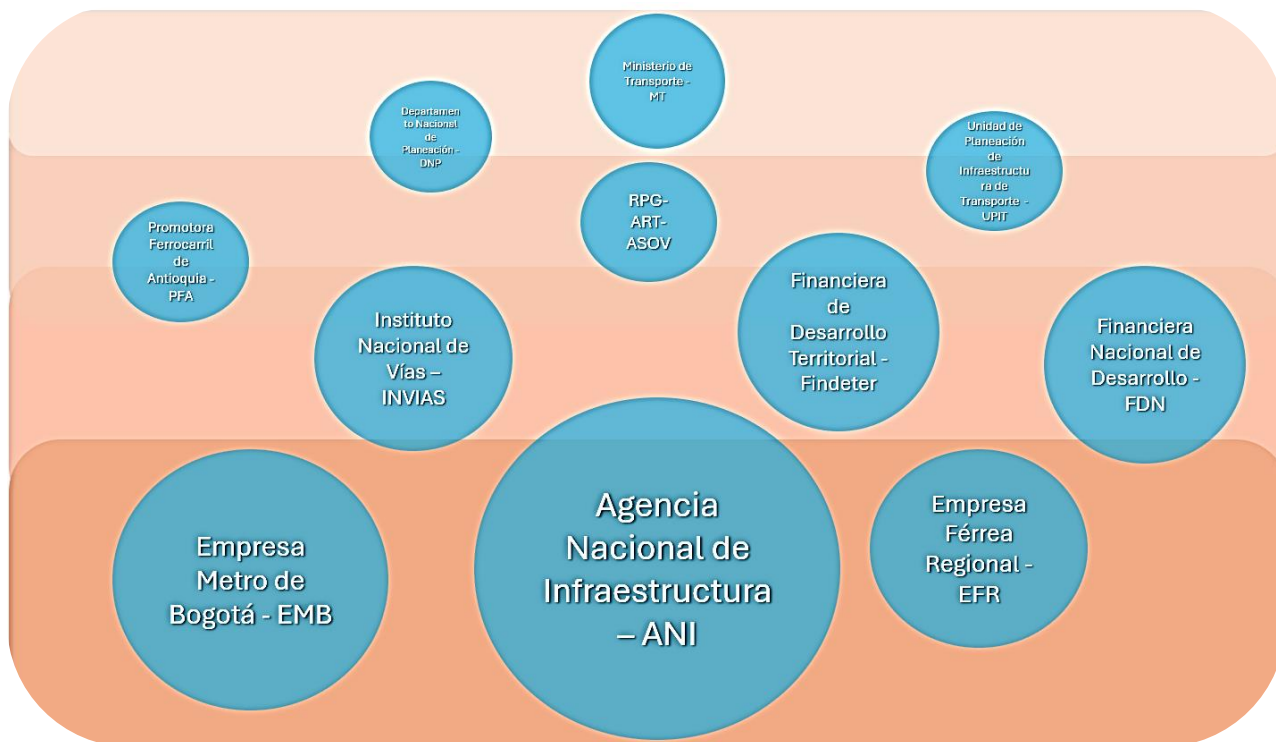 Ministerio de
Transporte -
MT
Departamen
to Nacional
de
Planeación -
DNP
Unidad de
Planeación
de
Infraestructu
ra de
Transporte -
UPIT
RPG-
ART-
ASOV
Promotora
Ferrocarril
de
Antioquia -
PFA
Instituto
Nacional de
Vías –
INVIAS
Financiera
de
Desarrollo
Territorial -
Findeter
Financiera
Nacional de
Desarrollo -
FDN
Empresa
Metro de
Bogotá - EMB
Agencia
Nacional de
Infraestructura
– ANI
Empresa
Férrea
Regional -
EFR